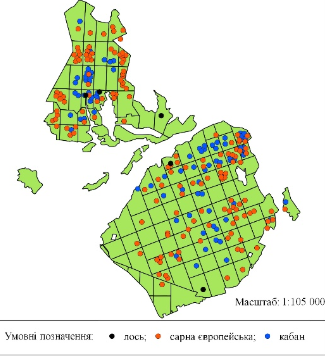 Масштаб: 1:105 000
Умовні позначення: лось; сарна європейська; кабан